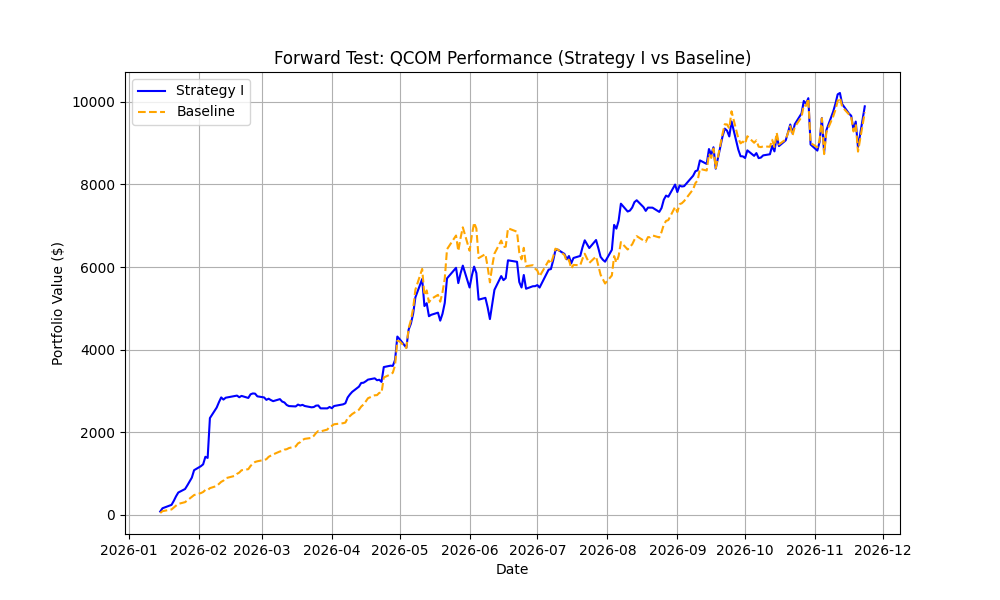 Forward Test: QCOM Performance (Strategy I vs Baseline)
Strategy I
Baseline
Portfolio Value ($)
10000
8000
6000
4000
2000
0
2026-01 2026-02 2026-03 2026-04 2026-05 2026-06 2026-07 2026-08 2026-09 2026-10 2026-11 2026-12
Date